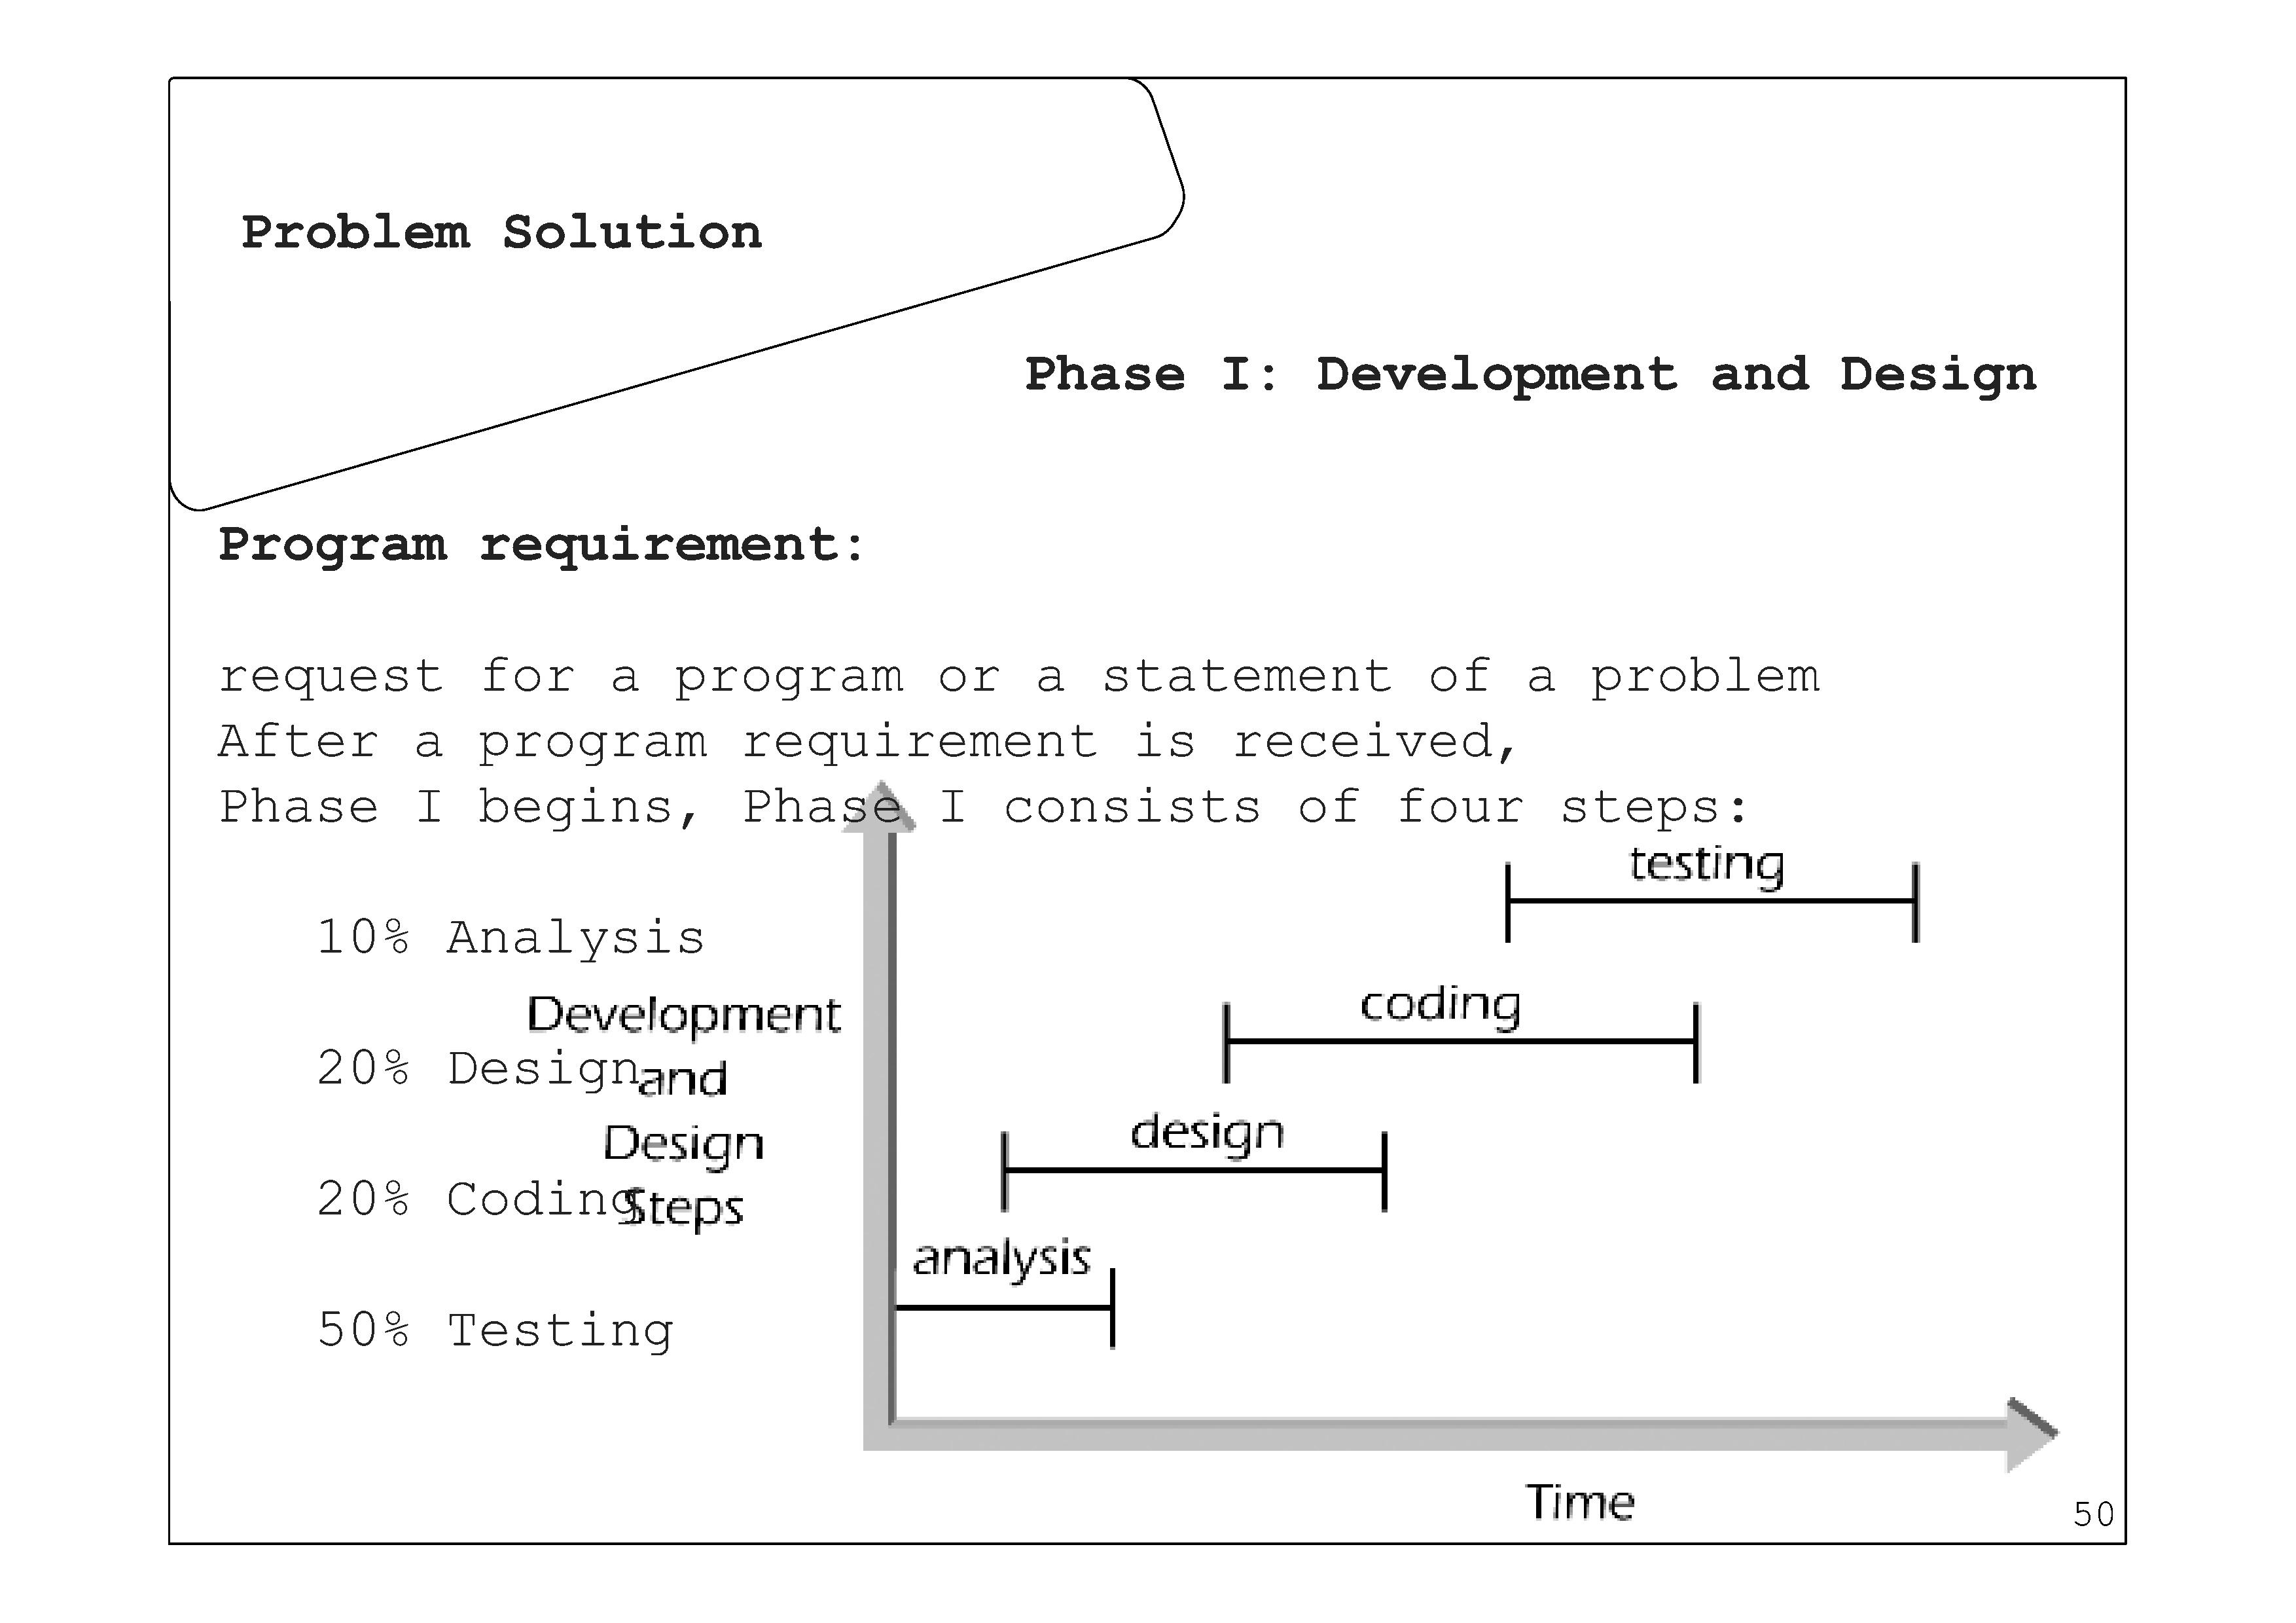 Problem Solution
Phase I: Development and Design
Program requirement:
request for a program or a statement of a problem
After a program requirement is received,
Phase I begins, Phase I consists of four steps:
10% Analysis
20% Design
20% Coding
50% Testing
Development
and
Design
Steps
testing
coding
design
analysis
Time
50